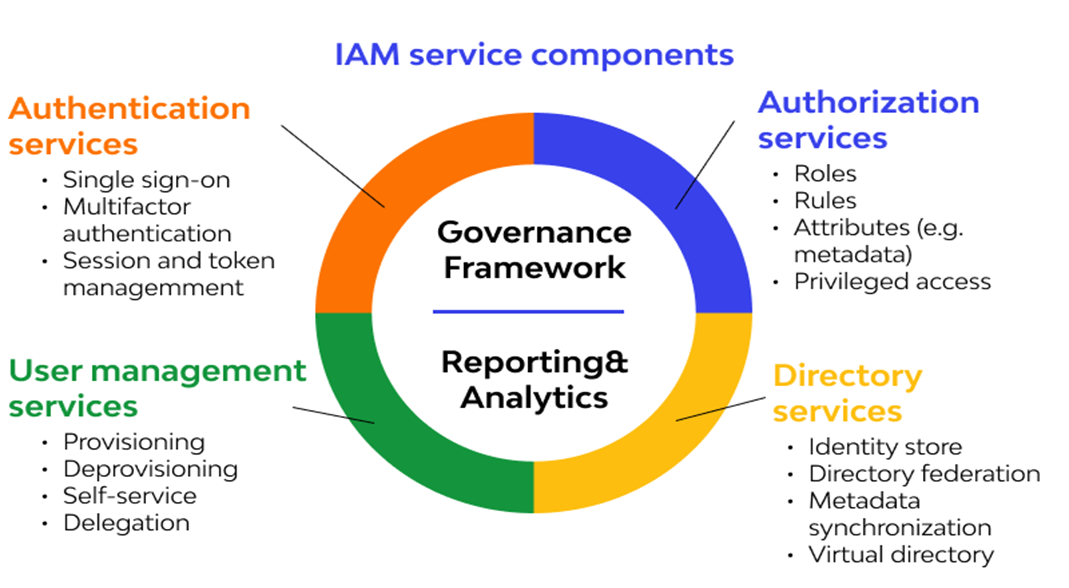 IAM service components
Authentication
services
• Single sign-on
• Multifactor
authentication
• Session and token
managemment
Authorization
services
• Roles
• Rules
• Attributes (e.g.
metadata)
• Privileged access
Governance
Framework
Reporting&
Analytics
User management
services
• Provisioning
• Deprovisioning
• Self-service
• Delegation
Directory
services
• Identity store
• Directory federation
• Metadata
synchronization
• Virtual directory